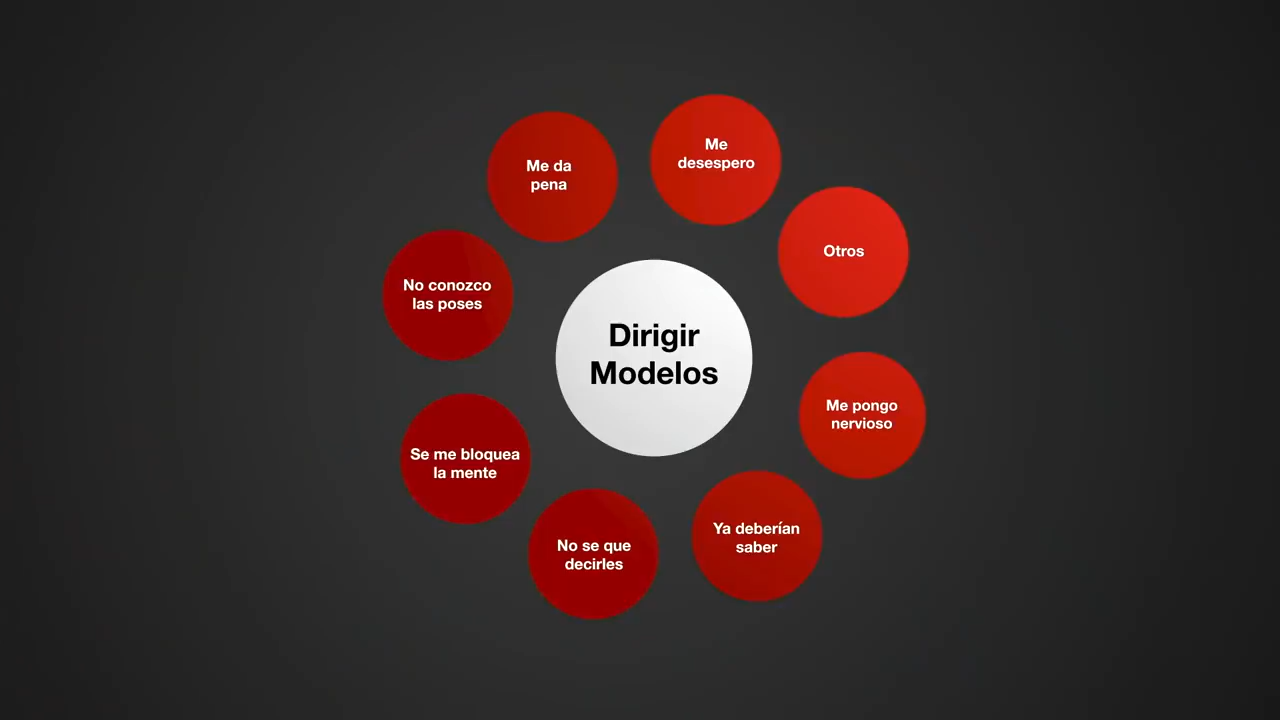 Dirigir
Modelos
Me
desespero
Otros
Me pongo
nervioso
Ya deberían
saber
No se que
decirles
Se me bloquea
la mente
No conozco
las poses
Me da
pena